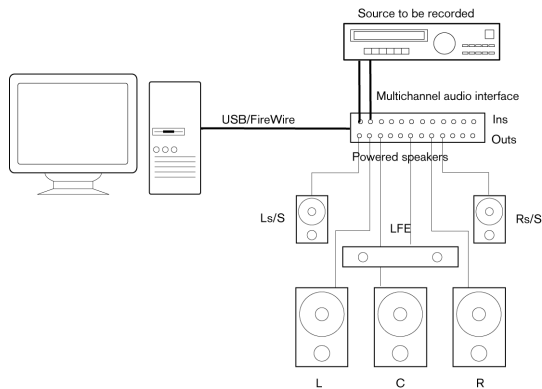 Source to be recorded
Multichannel audio interface
USB/FireWire
Ins
Outs
Powered speakers
Ls/S
Rs/S
LFE
L
C
R